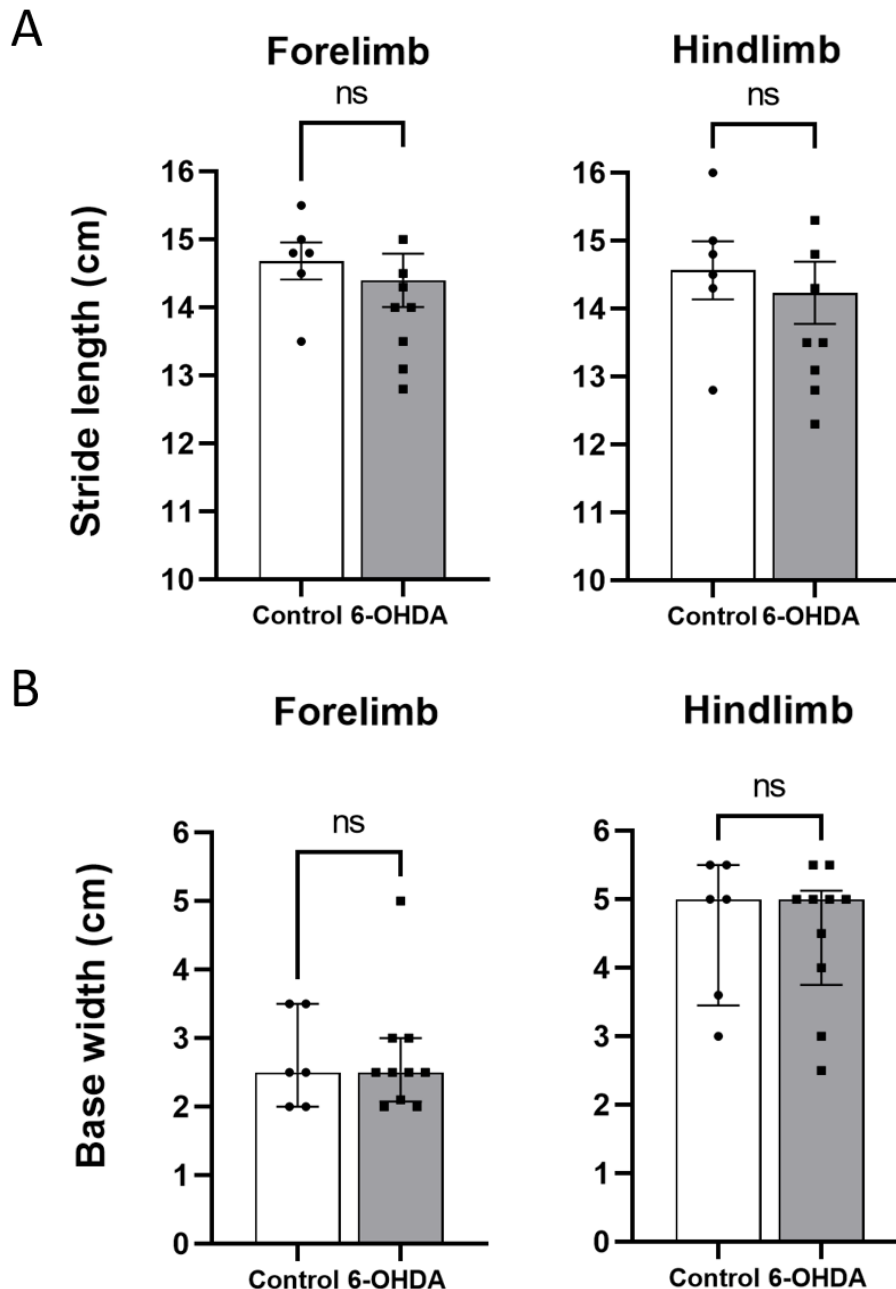 A
Forelimb
Hindlimb
ns
ns
Stride length (cm)
16
15
14
13
12
11
10
Control 6-OHDA
16
15
14
13
12
11
10
Control 6-OHDA
B
Forelimb
Hindlimb
ns
ns
Base width (cm)
6
5
4
3
2
1
0
Control 6-OHDA
6
5
4
3
2
1
0
Control 6-OHDA